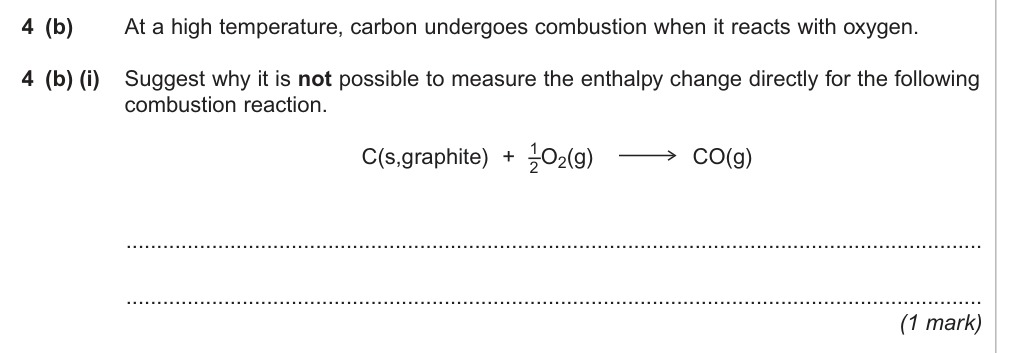 4 (b) At a high temperature, carbon undergoes combustion when it reacts with oxygen.
4 (b) (i) Suggest why it is not possible to measure the enthalpy change directly for the following
combustion reaction.
C(s,graphite) + ½O₂(g) ⟶ CO(g)
................................................................................
................................................................................
(1 mark)